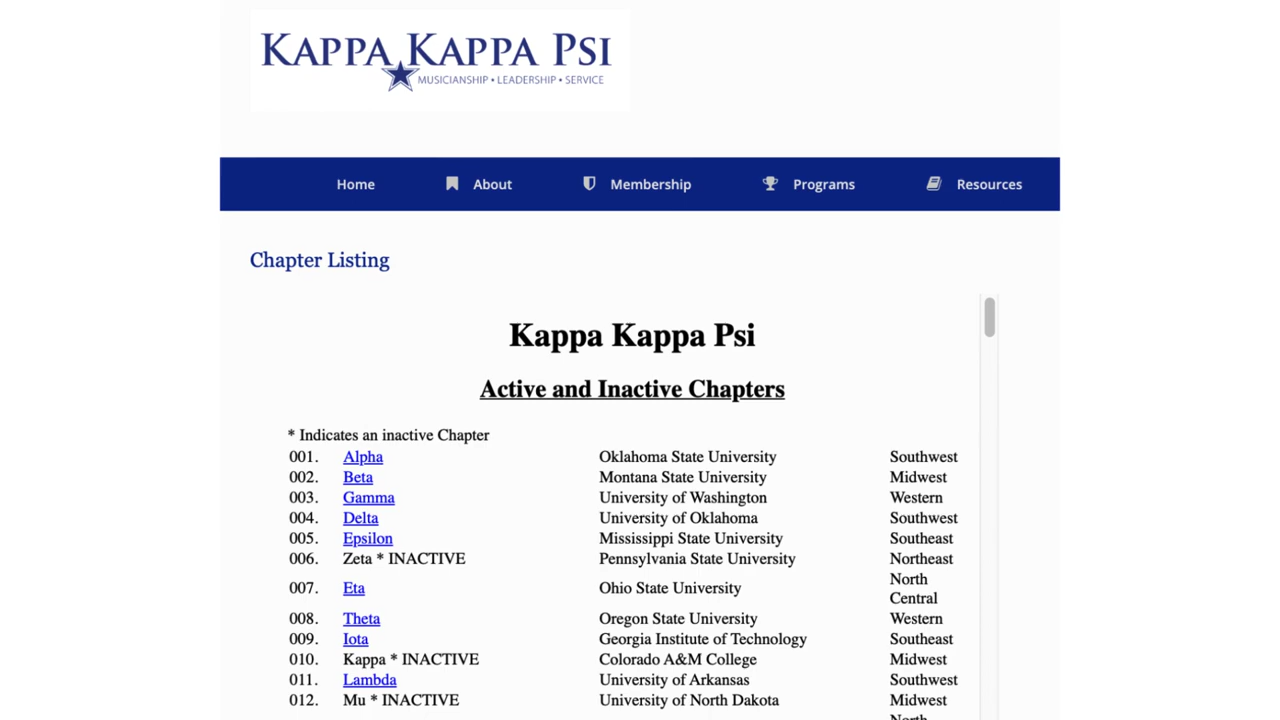 KAPPA KAPPA PSI
MUSICIANSHIP • LEADERSHIP • SERVICE
Home About Membership Programs Resources
Chapter Listing
Kappa Kappa Psi
Active and Inactive Chapters
* Indicates an inactive Chapter
001. Alpha Oklahoma State University Southwest
002. Beta Montana State University Midwest
003. Gamma University of Washington Western
004. Delta University of Oklahoma Southwest
005. Epsilon Mississippi State University Southeast
006. Zeta * INACTIVE Pennsylvania State University Northeast
007. Eta Ohio State University North
Central
008. Theta Oregon State University Western
009. Iota Georgia Institute of Technology Southeast
010. Kappa * INACTIVE Colorado A&M College Midwest
011. Lambda University of Arkansas Southwest
012. Mu * INACTIVE University of North Dakota Midwest
North